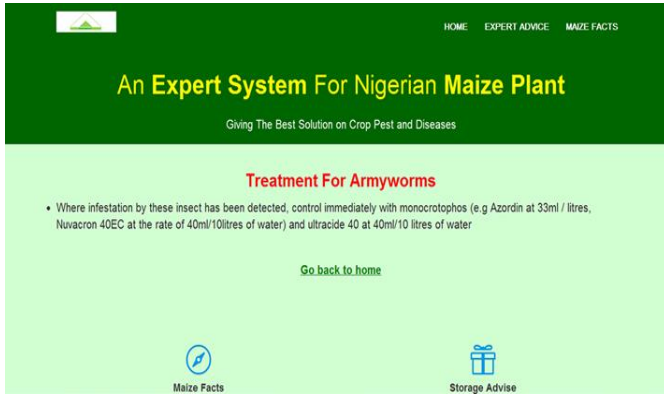 HOME EXPERT ADVICE MAIZE FACTS
An Expert System For Nigerian Maize Plant
Giving The Best Solution on Crop Pest and Diseases
Treatment For Armyworms
• Where infestation by these insect has been detected, control immediately with monocrotophos (e.g Azordin at 33ml / litres,
Nuvacron 40EC at the rate of 40ml/10litres of water) and ultracide 40 at 40ml/10 litres of water
Go back to home
Maize Facts Storage Advise